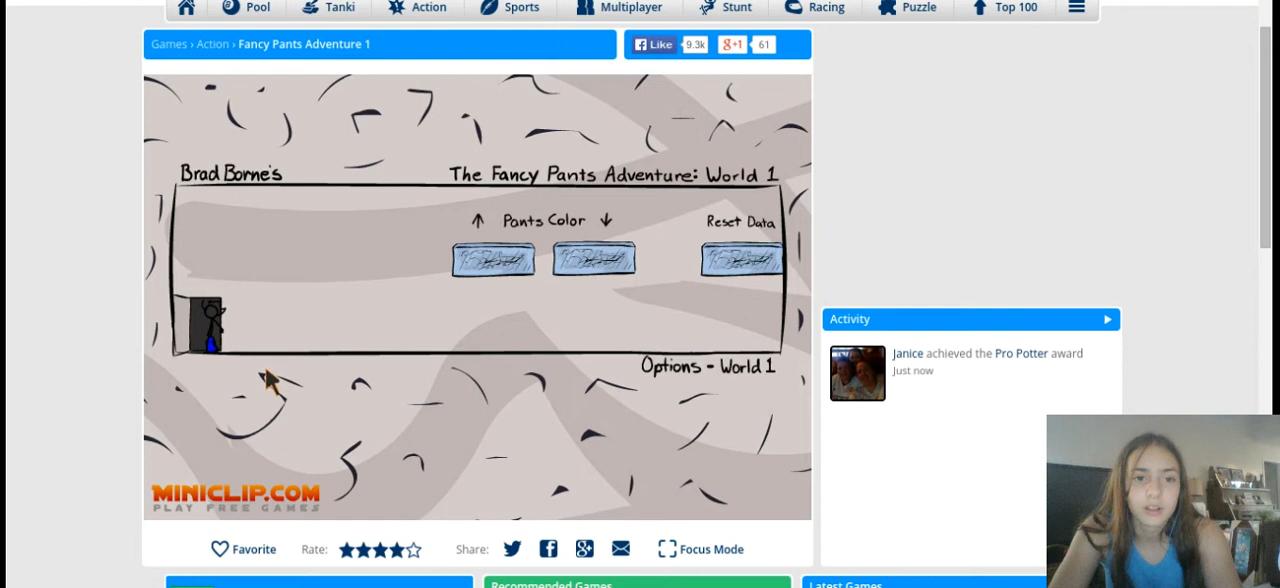 Pool Tanki Action Sports Multiplayer Stunt Racing Puzzle Top 100
Games › Action › Fancy Pants Adventure 1
Like 9.3k g+1 61
Brad Borne's The Fancy Pants Adventure: World 1
↑ Pants Color ↓ Reset Data
Options - World 1
MINICLIP.COM
PLAY FREE GAMES
Activity
Janice achieved the Pro Potter award
Just now
Favorite Rate: Share: Focus Mode
Recommended Games Latest Games